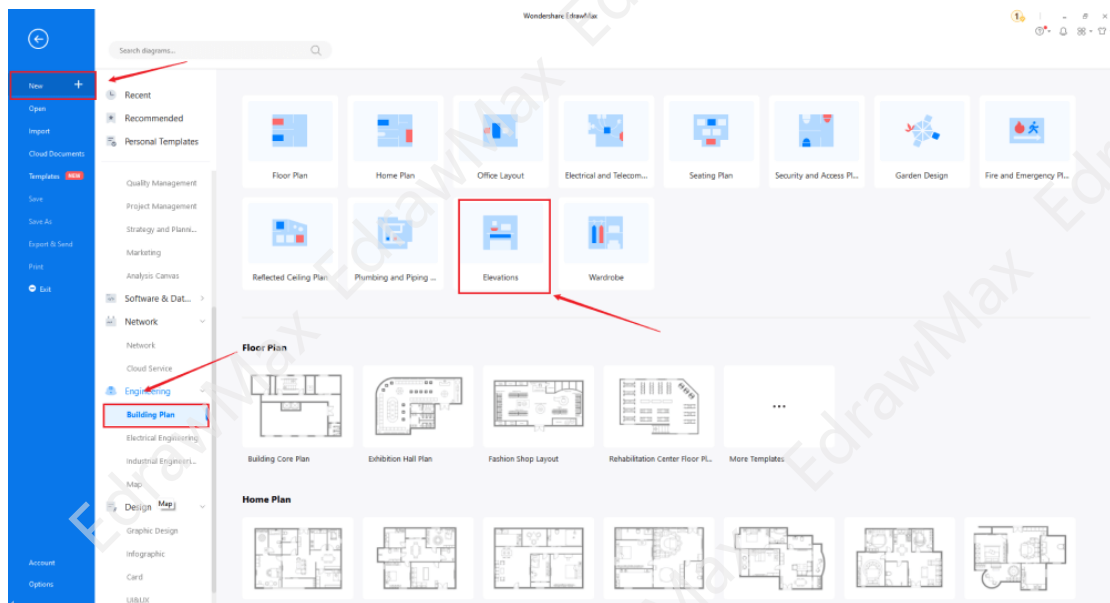 Wondershare EdrawMax
Search diagrams...
New +
Open
Import
Cloud Documents
Templates NEW
Save
Save As
Export & Send
Print
Exit
Account
Options
Recent
Recommended
Personal Templates
Quality Management
Project Management
Strategy and Planni...
Marketing
Analysis Canvas
Software & Dat...
Network
Network
Cloud Service
Engineering
Building Plan
Electrical Engineering
Industrial Engineeri...
Map
Design Map
Graphic Design
Infographic
Card
UI&UX
Floor Plan
Home Plan
Office Layout
Electrical and Telecom...
Seating Plan
Security and Access Pl...
Garden Design
Fire and Emergency Pl...
Reflected Ceiling Plan
Plumbing and Piping ...
Elevations
Wardrobe
Floor Plan
Building Core Plan
Exhibition Hall Plan
Fashion Shop Layout
Rehabilitation Center Floor Pl...
...
More Templates
Home Plan
EdrawMax
EdrawMax
EdrawMax
EdrawMax